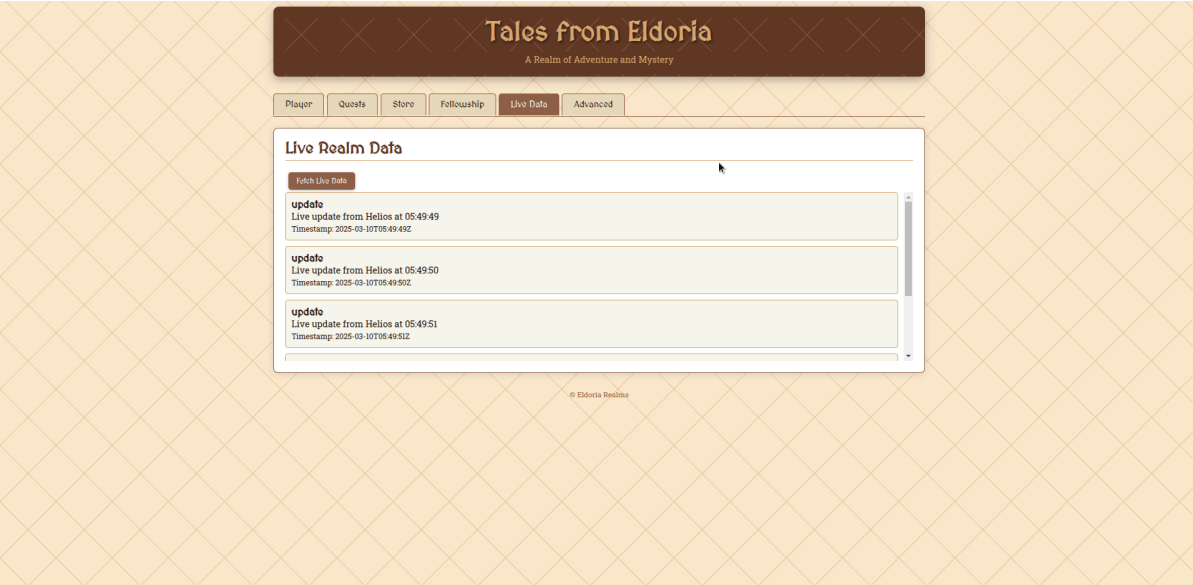 Tales from Eldoria
A Realm of Adventure and Mystery
Player Quests Store Fellowship Live Data Advanced
Live Realm Data
Fetch Live Data
update
Live update from Helios at 05:49:49
Timestamp: 2025-03-10T05:49:49Z
update
Live update from Helios at 05:49:50
Timestamp: 2025-03-10T05:49:50Z
update
Live update from Helios at 05:49:51
Timestamp: 2025-03-10T05:49:51Z
© Eldoria Realms